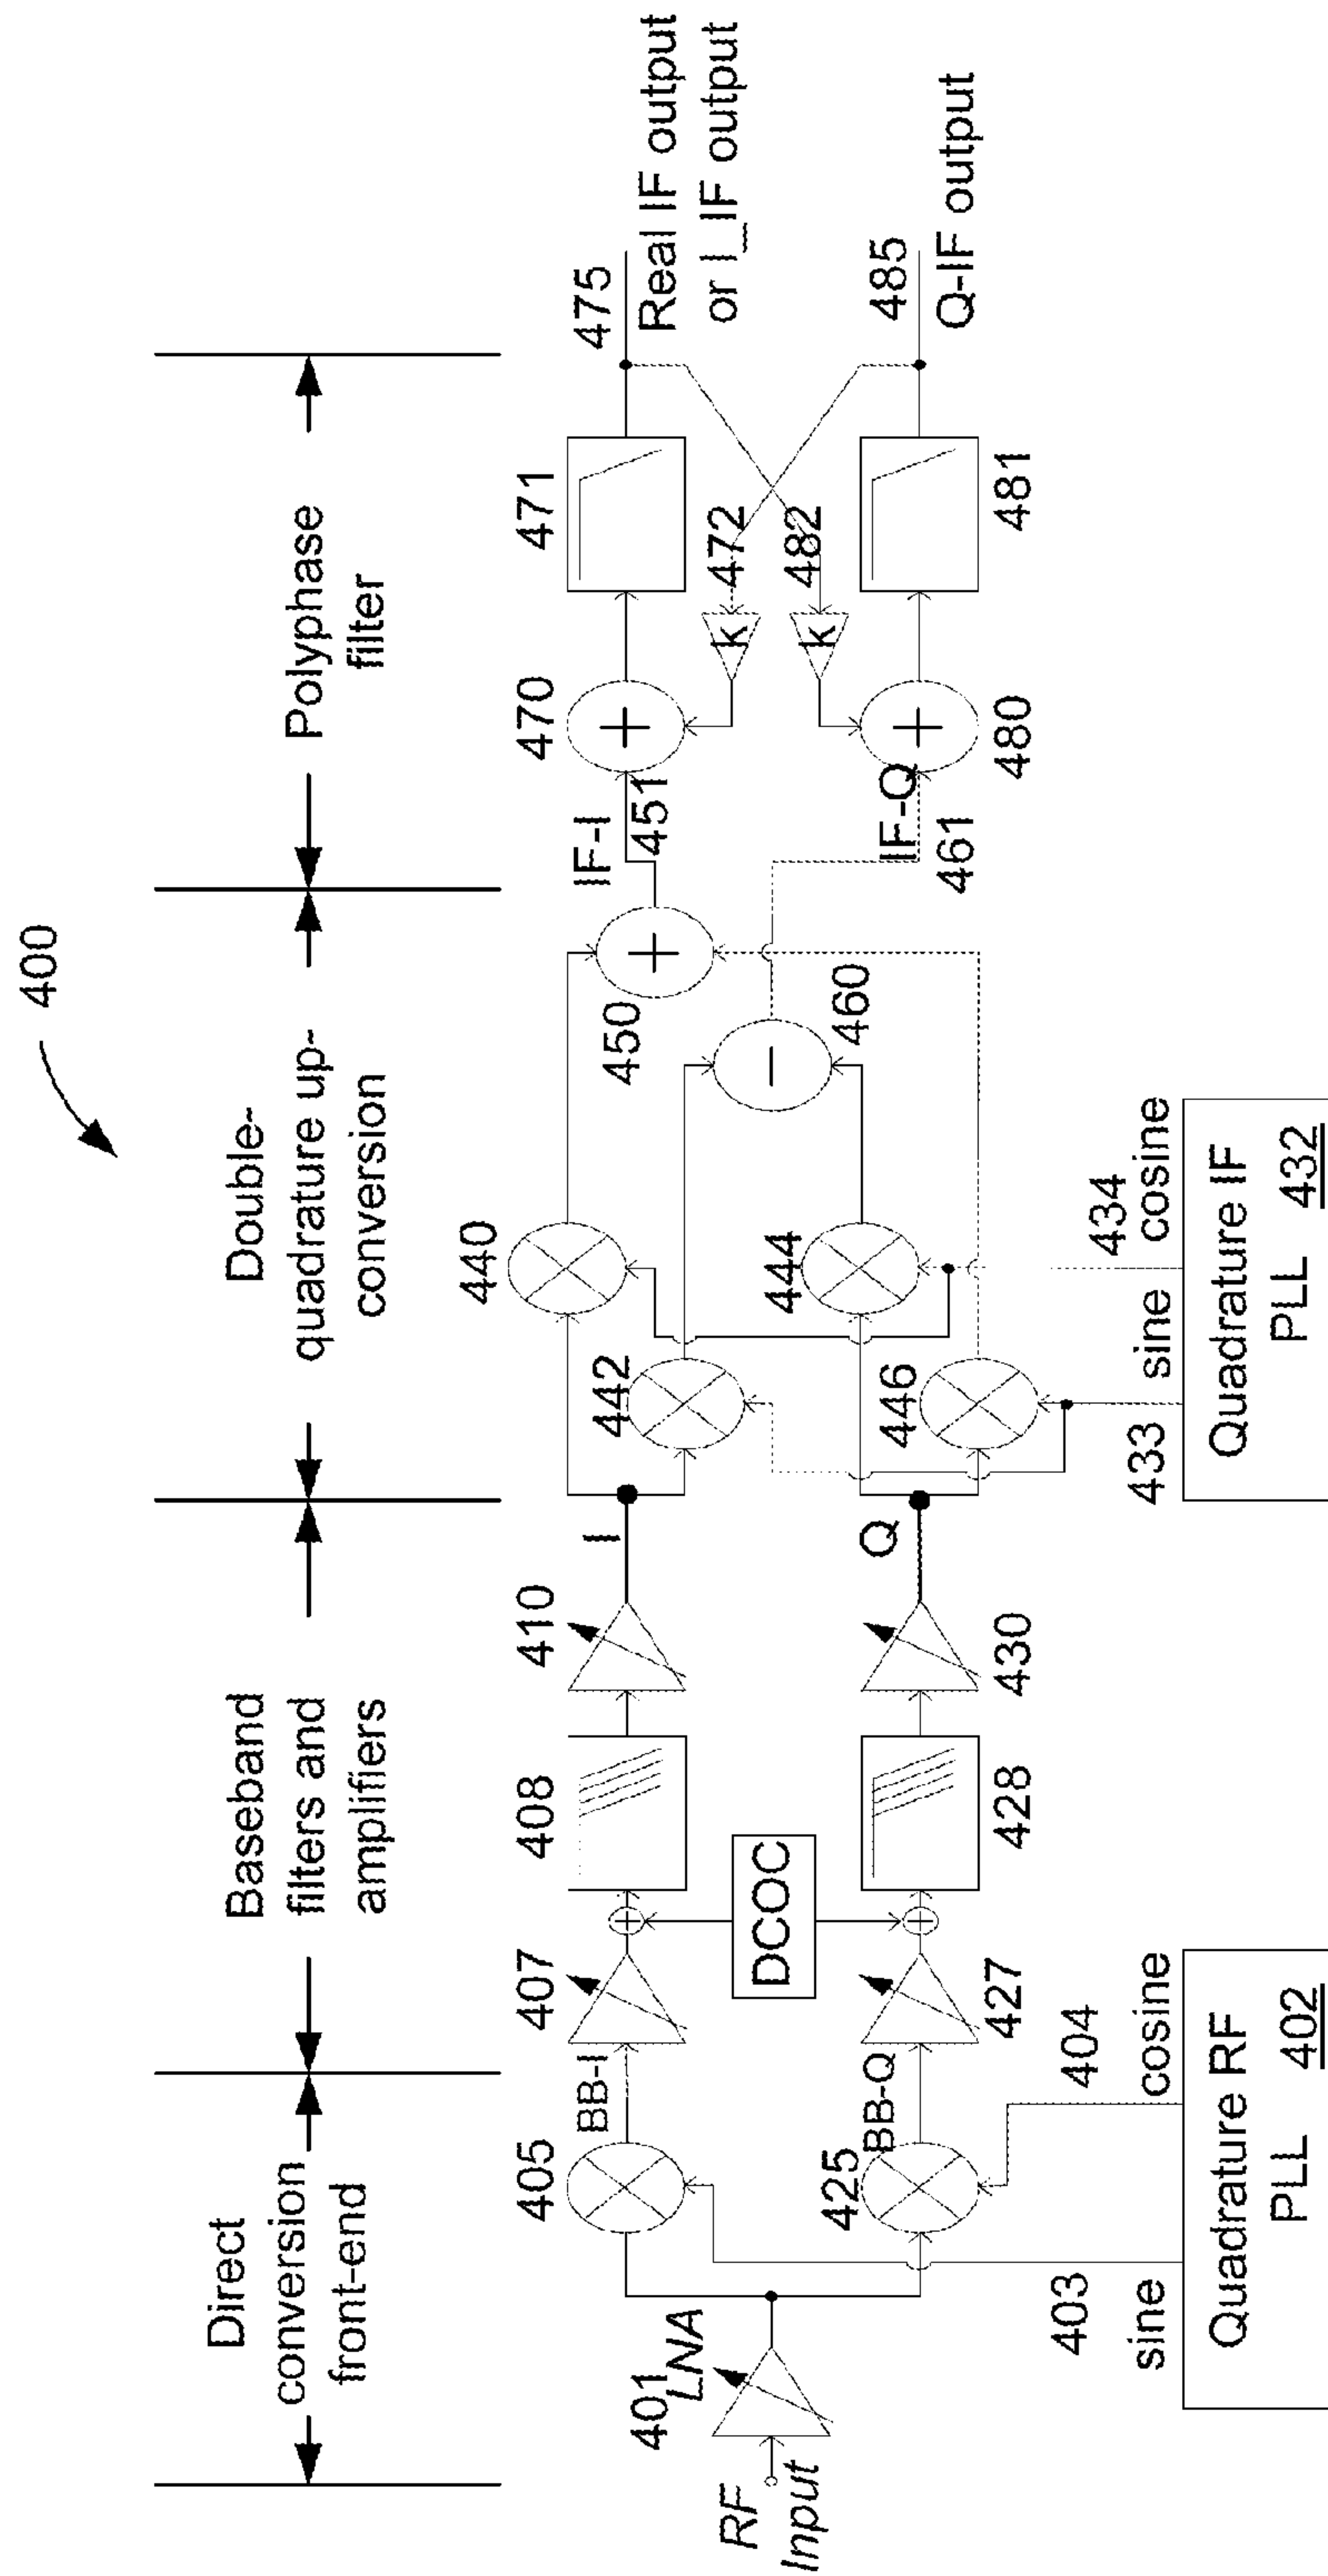 400
Direct
conversion
front-end
Baseband
filters and
amplifiers
Double-
quadrature up-
conversion
Polyphase
filter
RF
Input
401
LNA
405
BB-I
407
408
410
I
440
442
450
IF-I
451
470
471
472
475
Real IF output
or I_IF output
DCOC
425
BB-Q
427
428
430
Q
444
446
460
IF-Q
461
480
481
482
485
Q-IF output
k
k
+
+
+
-
+
+
403
sine
404
cosine
Quadrature RF
PLL 402
433
sine
434
cosine
Quadrature IF
PLL 432